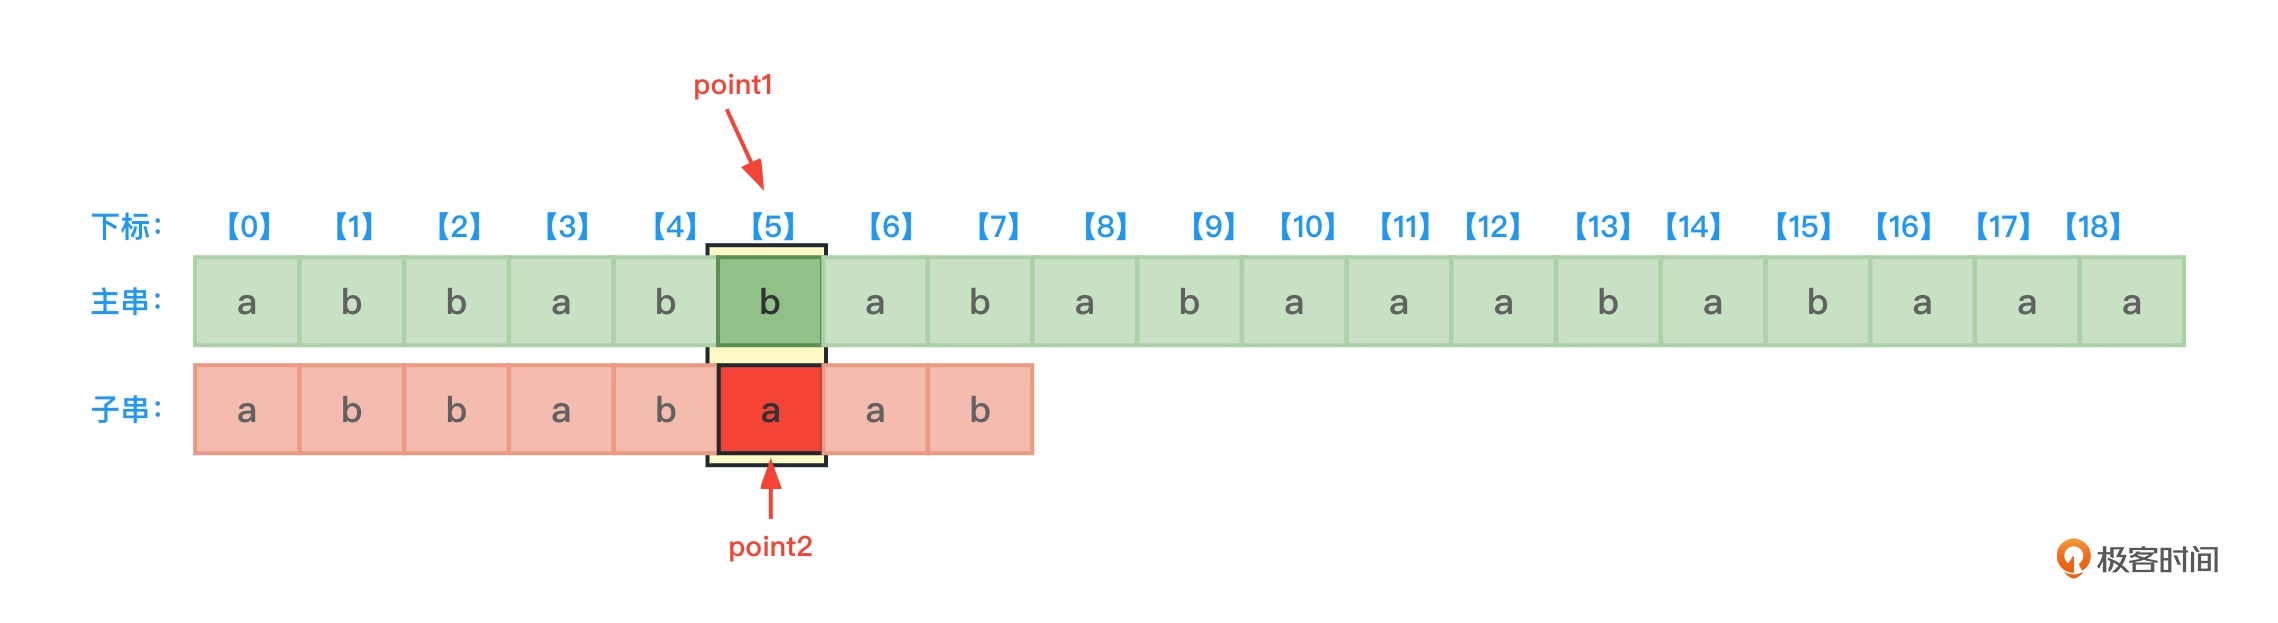 point1
下标： 【0】 【1】 【2】 【3】 【4】 【5】 【6】 【7】 【8】 【9】 【10】 【11】 【12】 【13】 【14】 【15】 【16】 【17】 【18】
主串： a b b a b b a b a b a a a b a b a a a
子串： a b b a b a a b
point2
极客时间